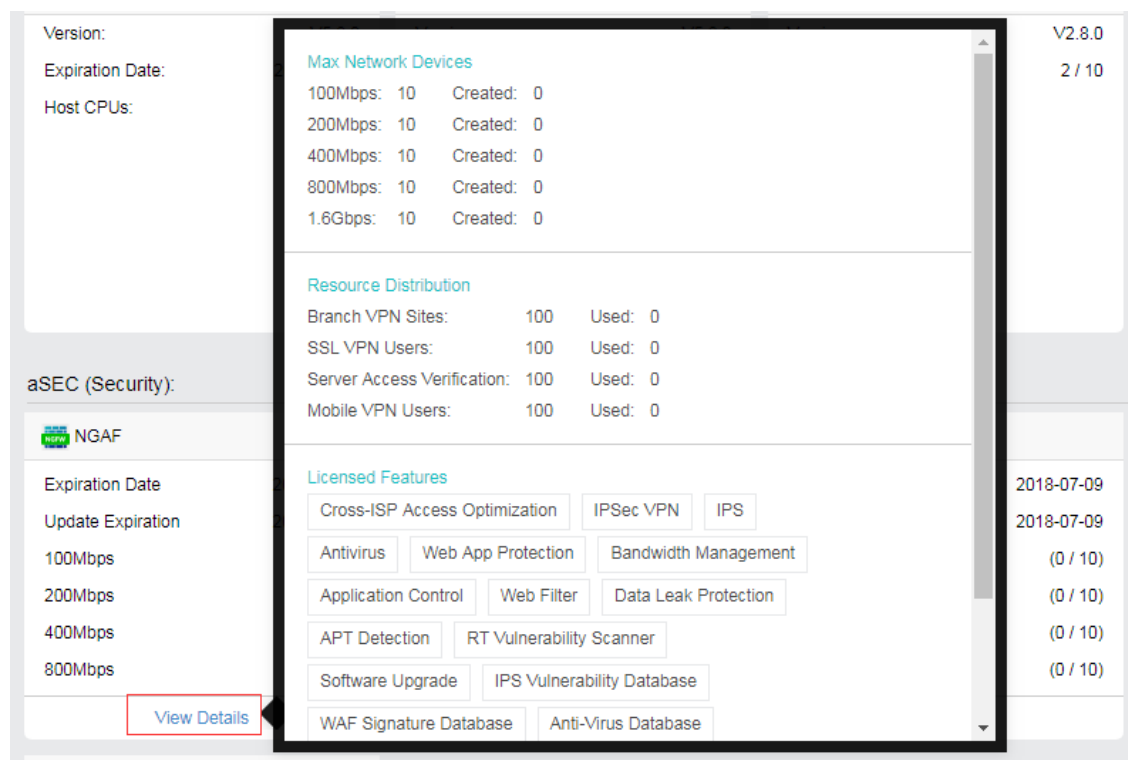 Version:
V2.8.0
Expiration Date:
2 / 10
Host CPUs:
Max Network Devices
100Mbps: 10 Created: 0
200Mbps: 10 Created: 0
400Mbps: 10 Created: 0
800Mbps: 10 Created: 0
1.6Gbps: 10 Created: 0
Resource Distribution
Branch VPN Sites: 100 Used: 0
SSL VPN Users: 100 Used: 0
Server Access Verification: 100 Used: 0
Mobile VPN Users: 100 Used: 0
Licensed Features
Cross-ISP Access Optimization IPSec VPN IPS
Antivirus Web App Protection Bandwidth Management
Application Control Web Filter Data Leak Protection
APT Detection RT Vulnerability Scanner
Software Upgrade IPS Vulnerability Database
WAF Signature Database Anti-Virus Database
aSEC (Security):
NGFW NGAF
Expiration Date
2018-07-09
Update Expiration
2018-07-09
100Mbps
(0 / 10)
200Mbps
(0 / 10)
400Mbps
(0 / 10)
800Mbps
(0 / 10)
View Details